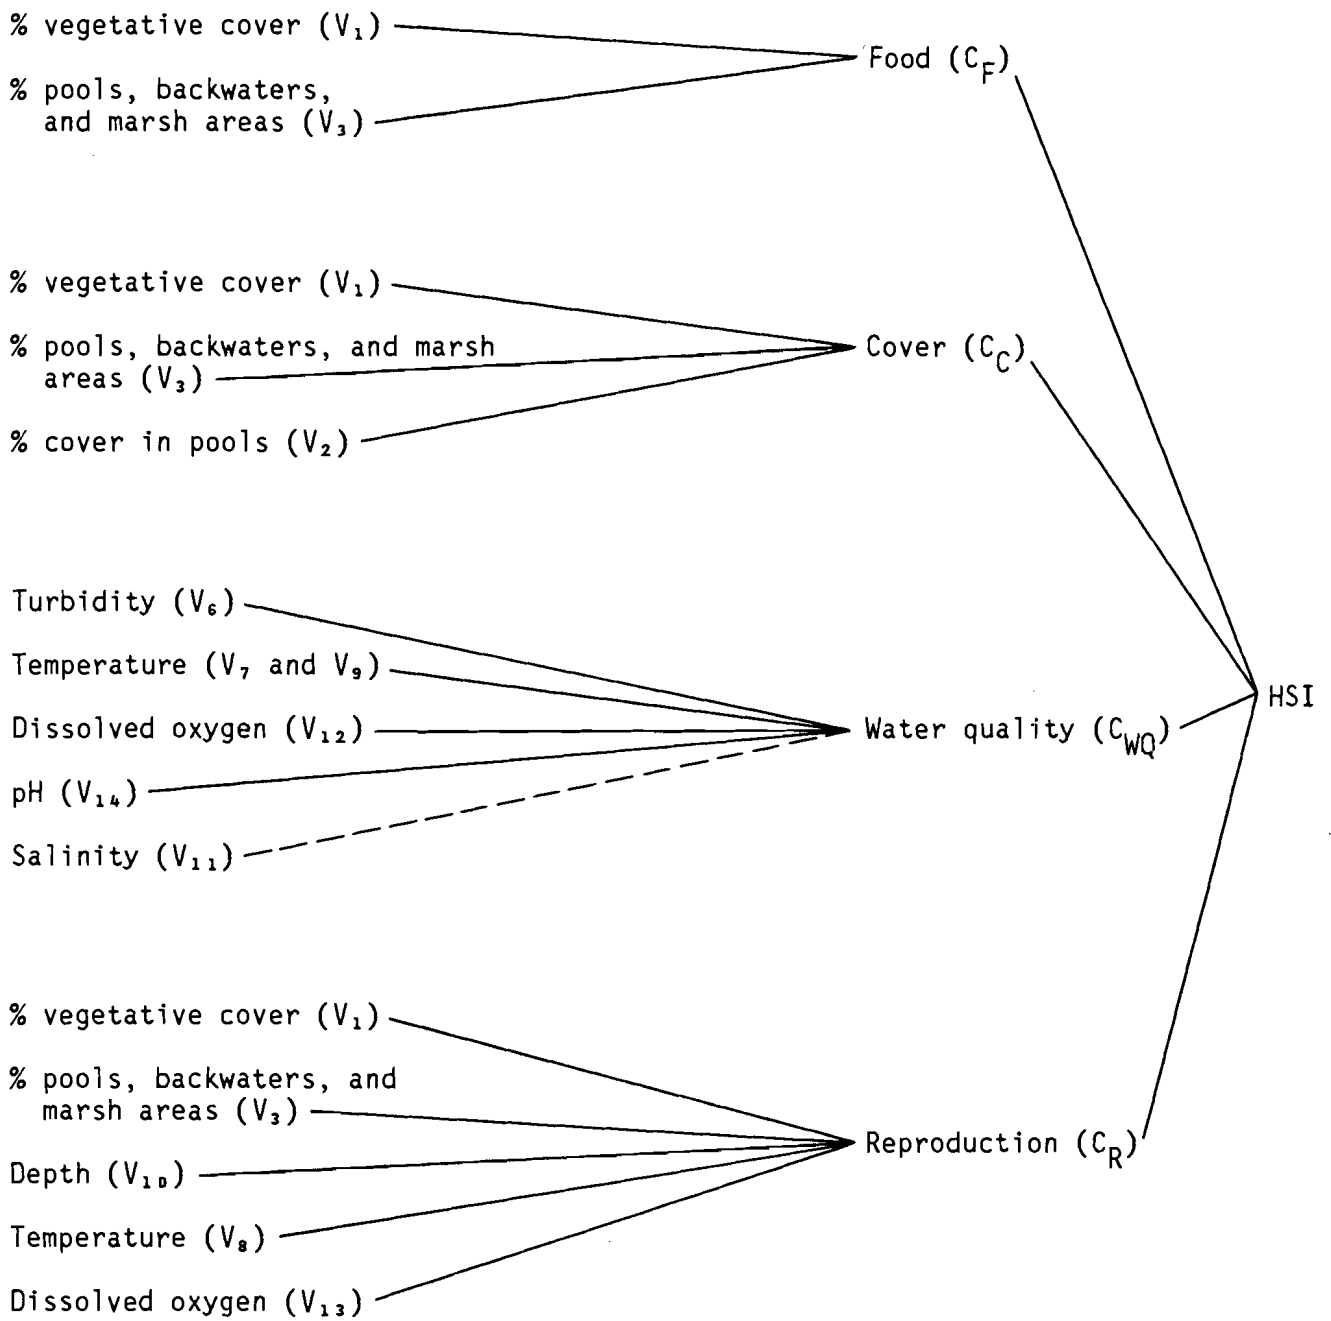 % vegetative cover (V₁)
Food (C_F)
% pools, backwaters,
and marsh areas (V₃)
% vegetative cover (V₁)
% pools, backwaters, and marsh
areas (V₃)
Cover (C_C)
% cover in pools (V₂)
Turbidity (V₆)
Temperature (V₇ and V₉)
Dissolved oxygen (V₁₂)
Water quality (C_WQ)
HSI
pH (V₁₄)
Salinity (V₁₁)
% vegetative cover (V₁)
% pools, backwaters, and
marsh areas (V₃)
Reproduction (C_R)
Depth (V₁₀)
Temperature (V₈)
Dissolved oxygen (V₁₃)